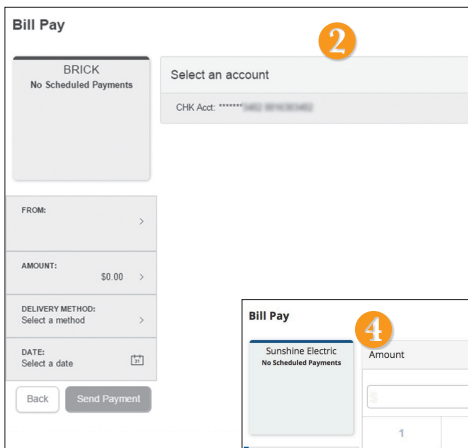 Bill Pay
2
BRICK
No Scheduled Payments
Select an account
CHK Acct: *******
FROM:
>
AMOUNT:
$0.00 >
DELIVERY METHOD:
Select a method >
DATE:
Select a date
31
Back Send Payment
Bill Pay
4
Sunshine Electric
No Scheduled Payments
Amount
1